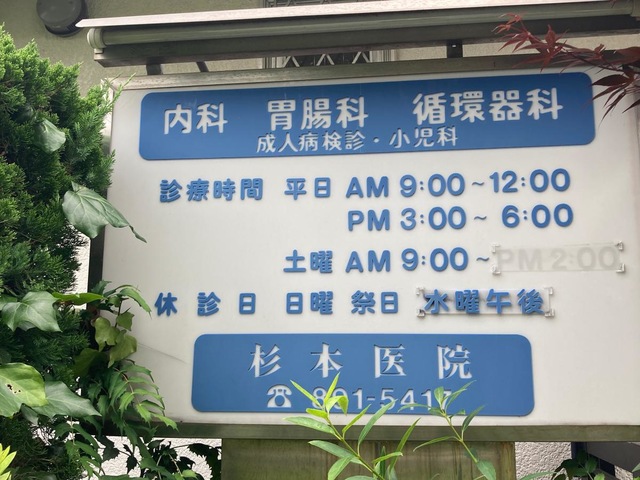 内科 胃腸科 循環器科
成人病検診・小児科
診療時間 平日 AM 9:00~12:00
PM 3:00~ 6:00
土曜 AM 9:00~PM 2:00
休診日 日曜 祭日 水曜午後
杉本医院
☎ 891-5417